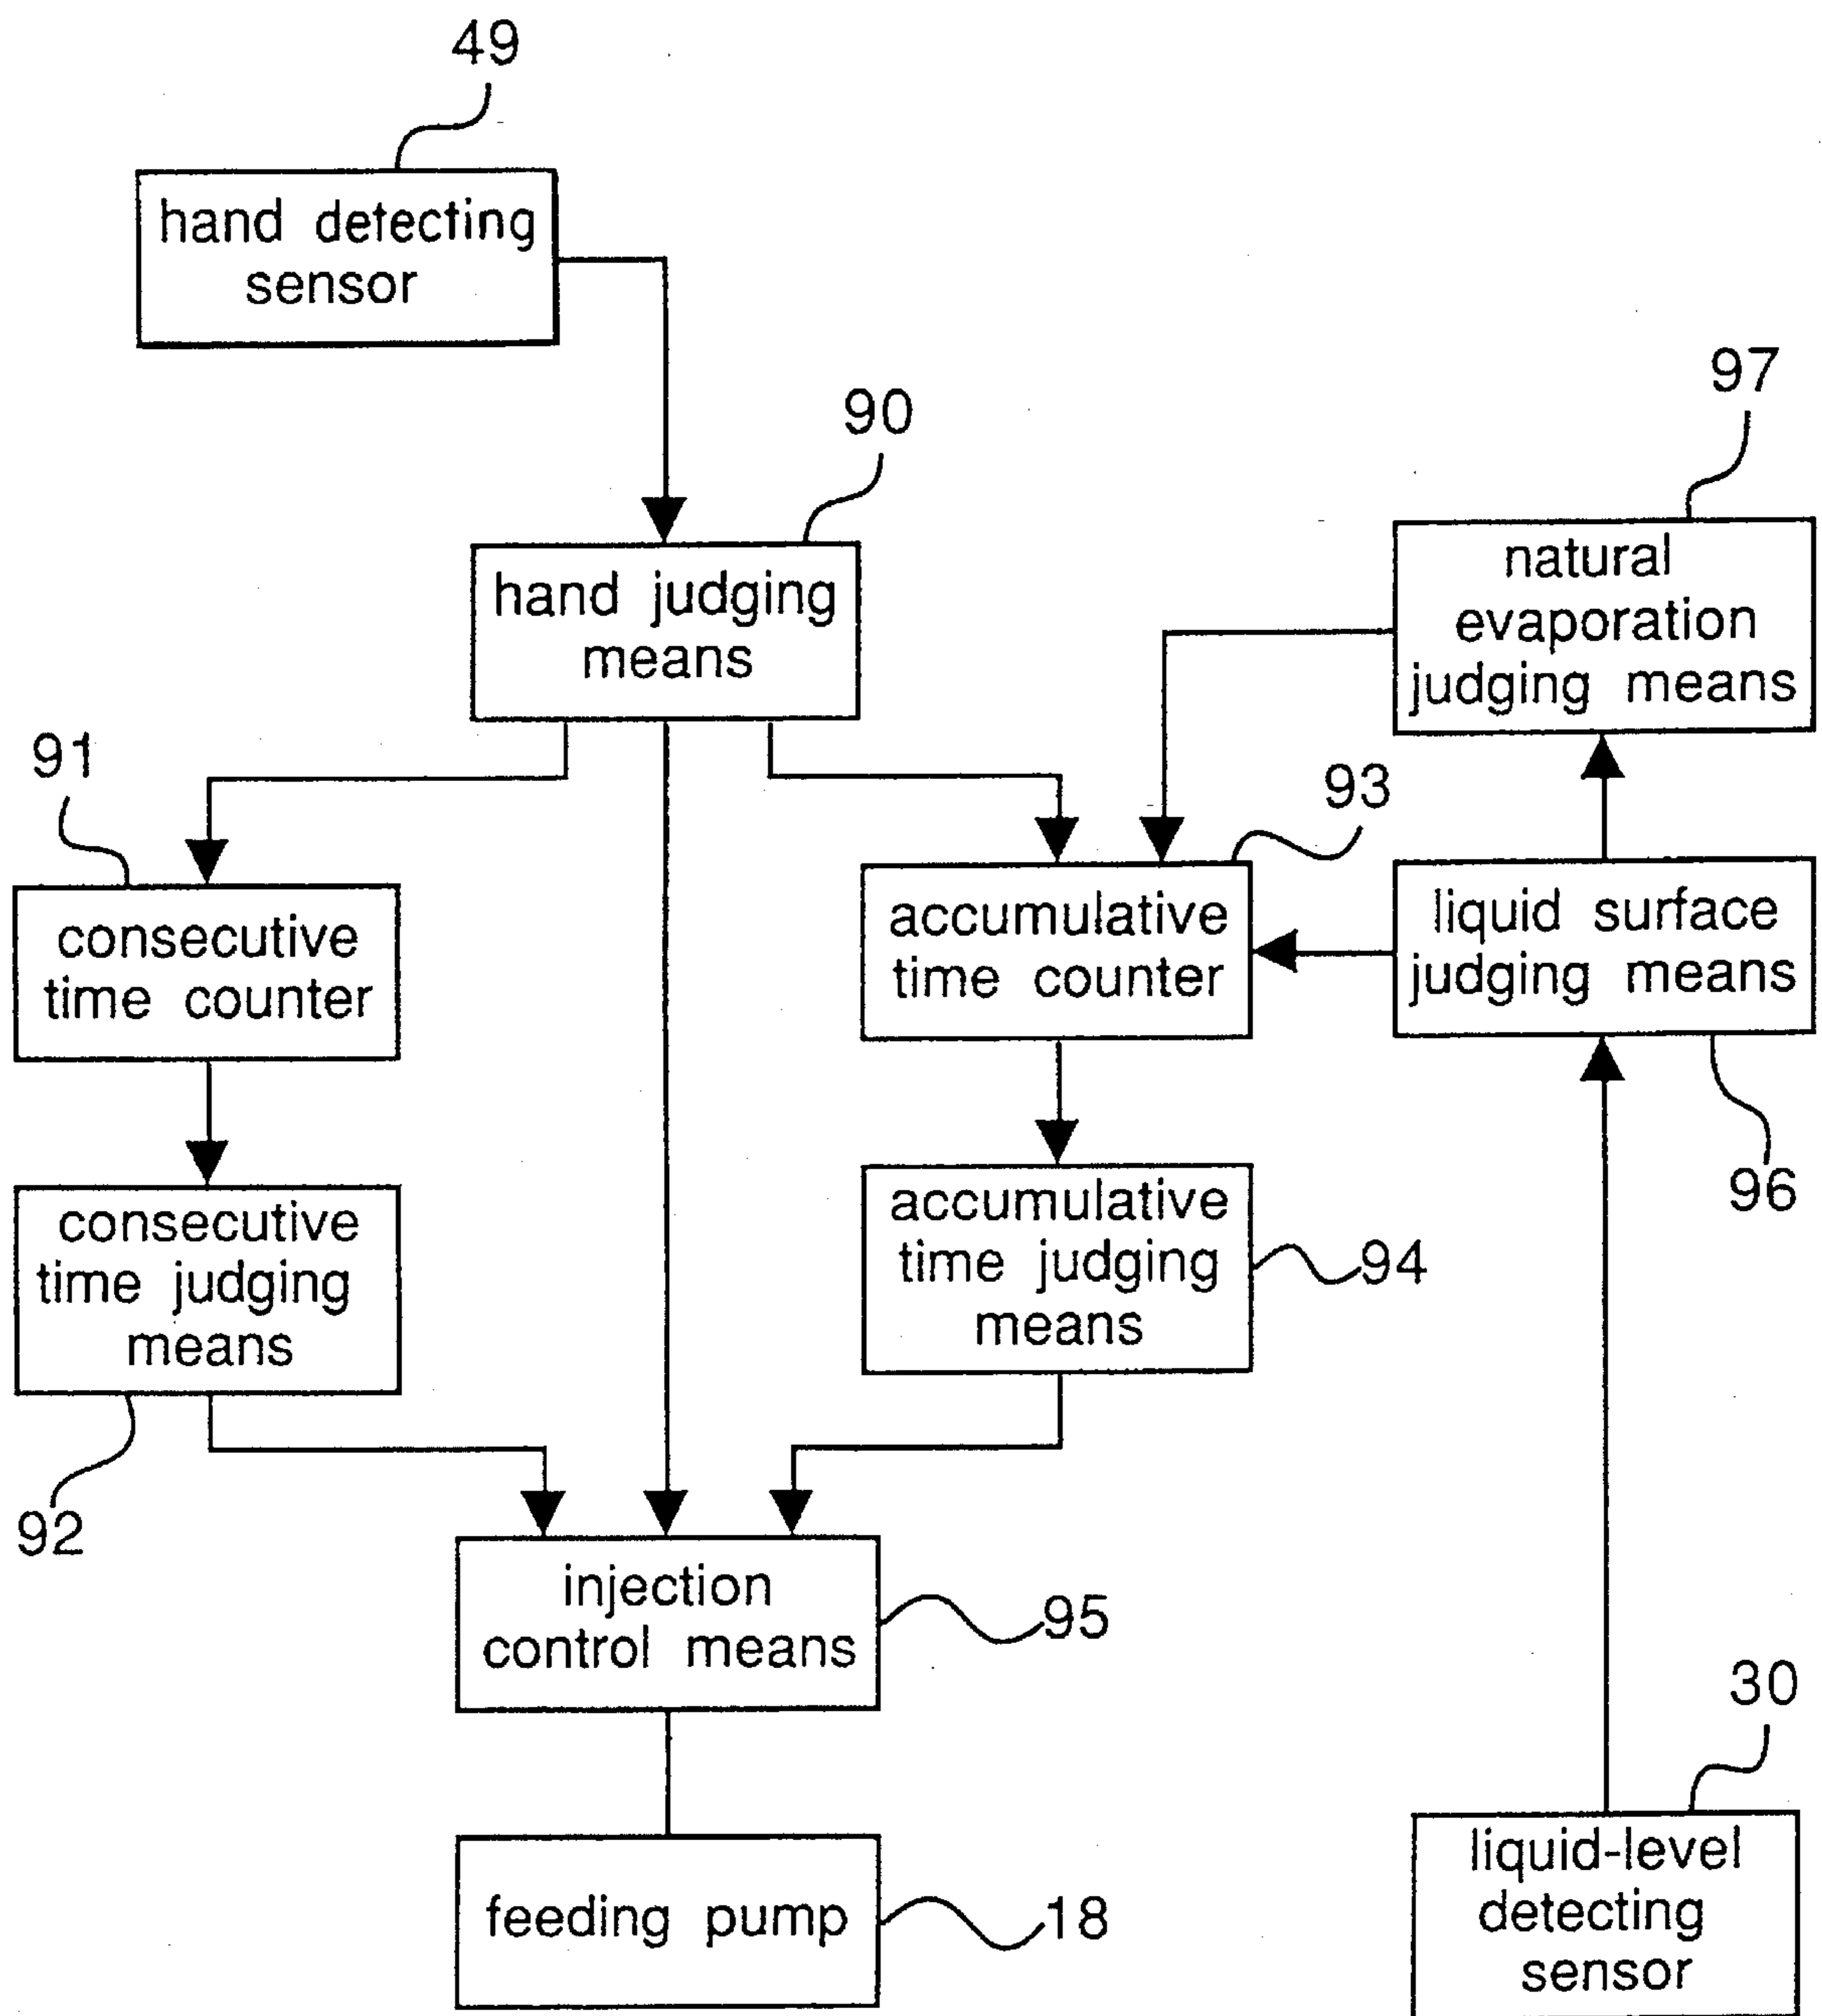 49
hand detecting
sensor
90
hand judging
means
97
natural
evaporation
judging means
91
consecutive
time counter
93
accumulative
time counter
liquid surface
judging means
96
consecutive
time judging
means
92
accumulative
time judging
means
94
injection
control means
95
30
feeding pump
18
liquid-level
detecting
sensor